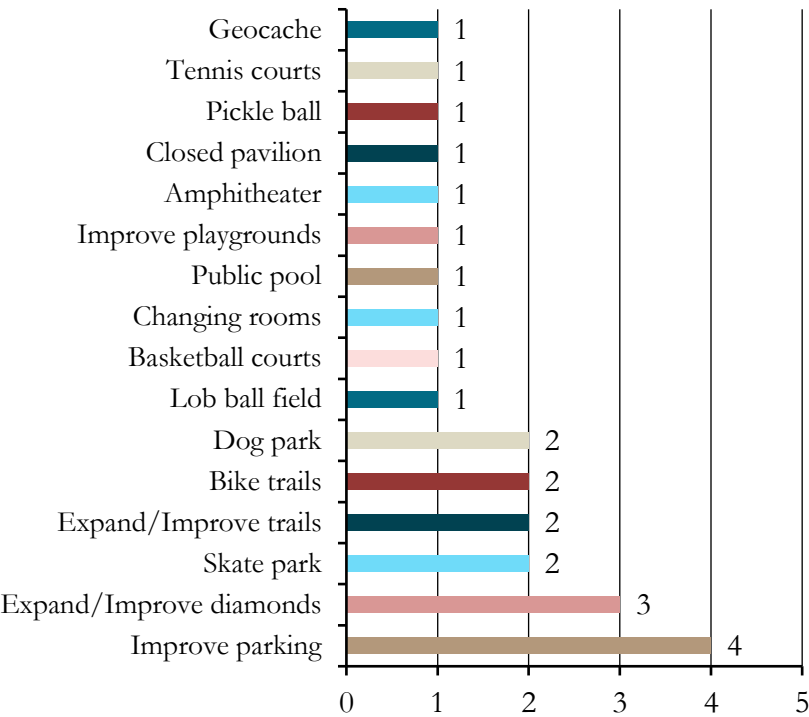 Geocache 1
Tennis courts 1
Pickle ball 1
Closed pavilion 1
Amphitheater 1
Improve playgrounds 1
Public pool 1
Changing rooms 1
Basketball courts 1
Lob ball field 1
Dog park 2
Bike trails 2
Expand/Improve trails 2
Skate park 2
Expand/Improve diamonds 3
Improve parking 4
0 1 2 3 4 5